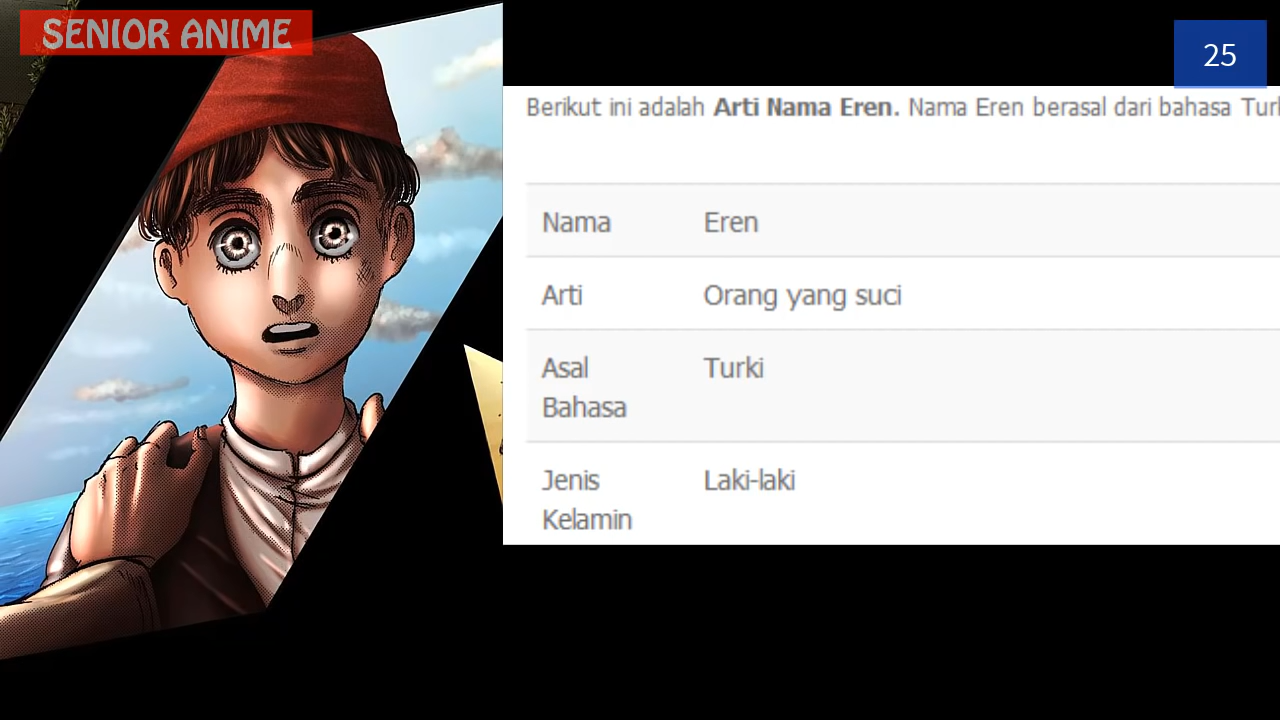 SENIOR ANIME
25
Berikut ini adalah Arti Nama Eren. Nama Eren berasal dari bahasa
Nama Eren
Arti Orang yang suci
Asal Bahasa Turki
Jenis Kelamin Laki-laki